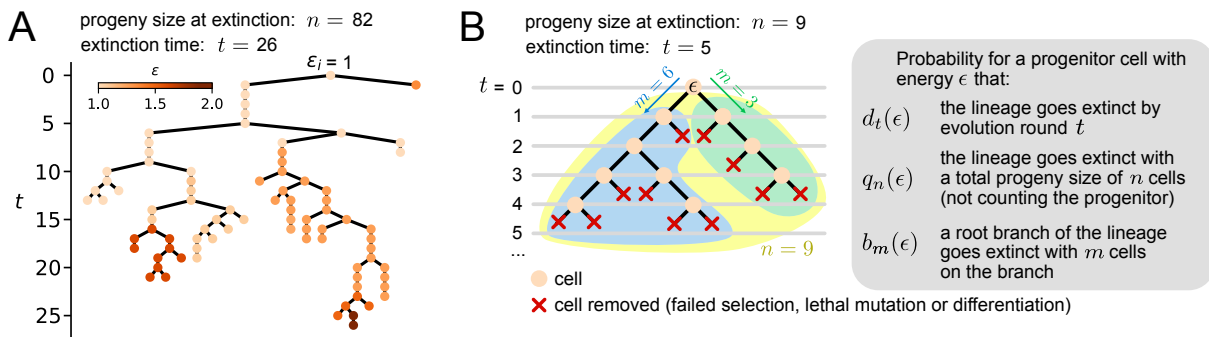 A
progeny size at extinction: n = 82
extinction time: t = 26
εᵢ = 1
ε
1.0 1.5 2.0
t
0
5
10
15
20
25
B
progeny size at extinction: n = 9
extinction time: t = 5
t = 0
1
2
3
4
5
...
m = 6
ϵ
m = 3
n = 9
cell
cell removed (failed selection, lethal mutation or differentiation)
Probability for a progenitor cell with
energy ϵ that:
dₜ(ϵ) the lineage goes extinct by
evolution round t
qₙ(ϵ) the lineage goes extinct with
a total progeny size of n cells
(not counting the progenitor)
bₘ(ϵ) a root branch of the lineage
goes extinct with m cells
on the branch